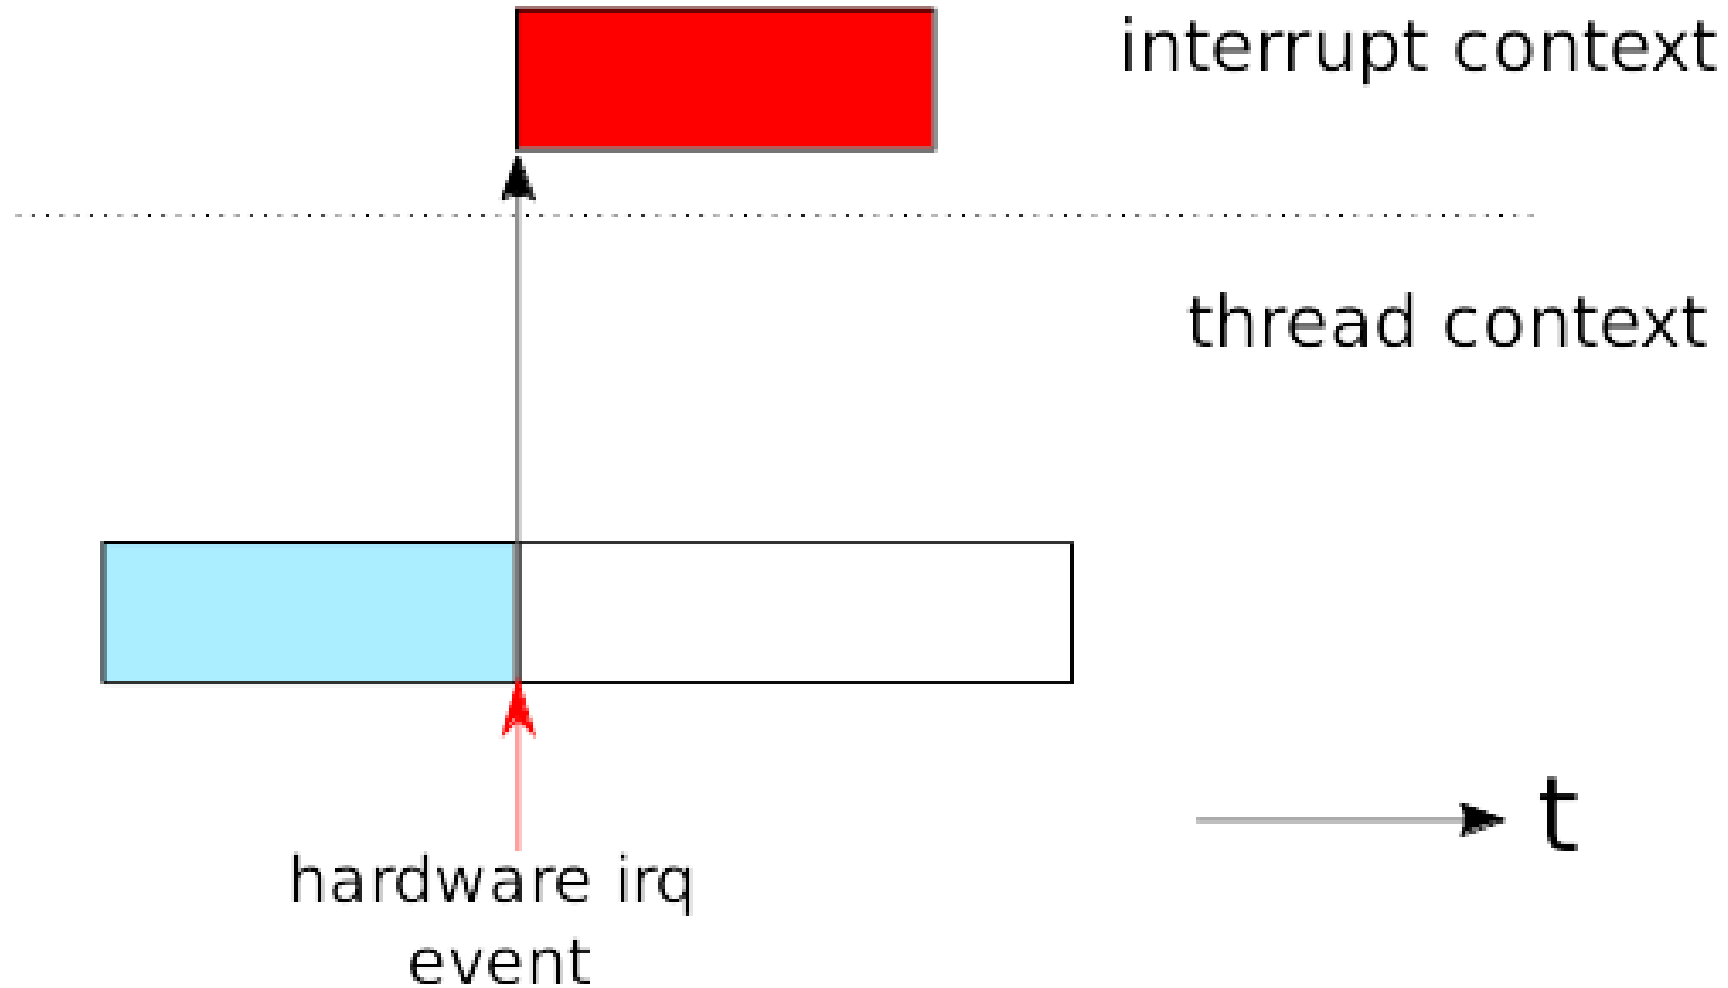 interrupt context
thread context
t
hardware irq
event